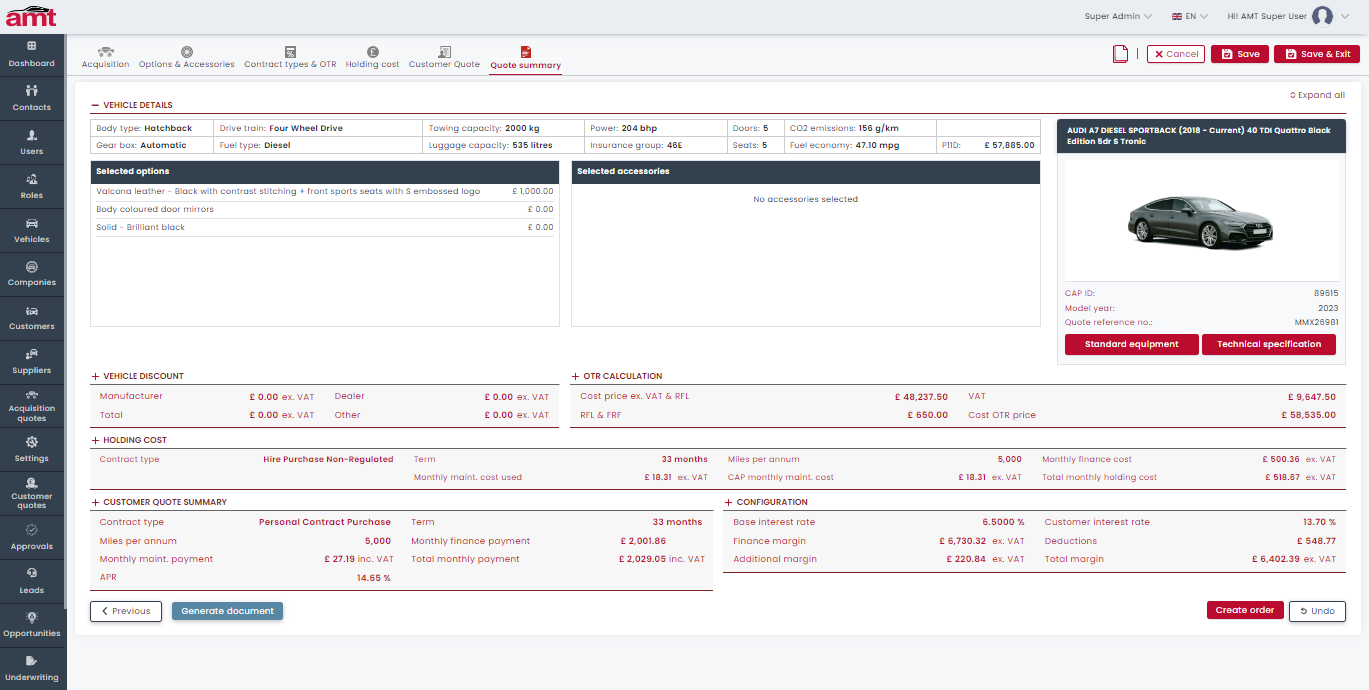 amt
Super Admin
EN
Hi! AMT Super User
Dashboard
Contacts
Users
Roles
Vehicles
Companies
Customers
Suppliers
Acquisition
quotes
Settings
Customer
quotes
Approvals
Leads
Opportunities
Underwriting
Acquisition
Options & Accessories
Contract types & OTR
Holding cost
Customer Quote
Quote summary
Cancel
Save
Save & Exit
Expand all
VEHICLE DETAILS
Body type: Hatchback
Drive train: Four Wheel Drive
Towing capacity: 2000 kg
Power: 204 bhp
Doors: 5
CO2 emissions: 156 g/km
Gear box: Automatic
Fuel type: Diesel
Luggage capacity: 535 litres
Insurance group: 46E
Seats: 5
Fuel economy: 47.10 mpg
P11D: £ 57,885.00
Selected options
Valcona leather - Black with contrast stitching + front sports seats with S embossed logo £ 1,000.00
Body coloured door mirrors £ 0.00
Solid - Brilliant black £ 0.00
Selected accessories
No accessories selected
AUDI A7 DIESEL SPORTBACK (2018 - Current) 40 TDI Quattro Black
Edition 5dr S Tronic
CAP ID: 89615
Model year: 2023
Quote reference no.: MMX26981
Standard equipment
Technical specification
VEHICLE DISCOUNT
Manufacturer £ 0.00 ex. VAT Dealer £ 0.00 ex. VAT
Total £ 0.00 ex. VAT Other £ 0.00 ex. VAT
OTR CALCULATION
Cost price ex. VAT & RFL £ 48,237.50 VAT £ 9,647.50
RFL & FRF £ 650.00 Cost OTR price £ 58,535.00
HOLDING COST
Contract type Hire Purchase Non-Regulated Term 33 months Miles per annum 5,000 Monthly finance cost £ 500.36 ex. VAT
Monthly maint. cost used £ 18.31 ex. VAT CAP monthly maint. cost £ 18.31 ex. VAT Total monthly holding cost £ 518.67 ex. VAT
CUSTOMER QUOTE SUMMARY
Contract type Personal Contract Purchase Term 33 months
Miles per annum 5,000 Monthly finance payment £ 2,001.86
Monthly maint. payment £ 27.19 inc. VAT Total monthly payment £ 2,029.05 inc. VAT
APR 14.65 %
CONFIGURATION
Base interest rate 6.5000 % Customer interest rate 13.70 %
Finance margin £ 6,730.32 ex. VAT Deductions £ 548.77
Additional margin £ 220.84 ex. VAT Total margin £ 6,402.39 ex. VAT
Previous
Generate document
Create order
Undo